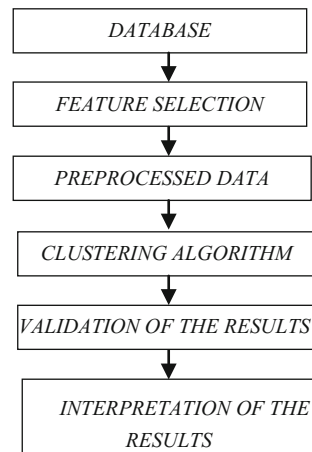 DATABASE
FEATURE SELECTION
PREPROCESSED DATA
CLUSTERING ALGORITHM
VALIDATION OF THE RESULTS
INTERPRETATION OF THE
RESULTS